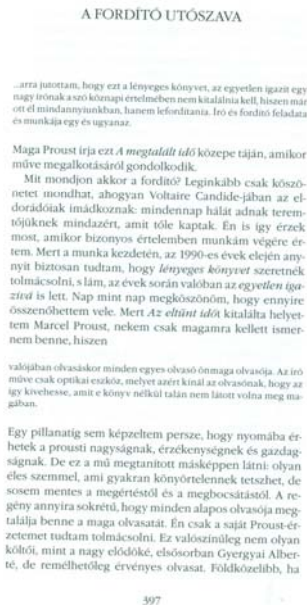 A FORDÍTÓ UTÓSZAVA
...arra jutottam, hogy ezt a lényeges könyvet, az egyetlen igazit egy
nagy írónak a szó köznapi értelmében nem kitalálnia kell, hiszen már
ott él mindannyiunkban, hanem lefordítania. Író és fordító feladata
és munkája egy és ugyanaz.
Maga Proust írja ezt A megtalált idő közepe táján, amikor
műve megalkotásáról gondolkodik.
Mit mondjon akkor a fordító? Leginkább csak köszö-
netet mondhat, ahogyan Voltaire Candide-jában az el-
dorádóiak imádkoznak: mindennap hálát adnak terem-
tőjüknek mindazért, amit tőle kaptak. Én is így érzek
most, amikor bizonyos értelemben munkám végére ér-
tem. Mert a munka kezdetén, az 1990-es évek elején any-
nyit biztosan tudtam, hogy lényeges könyvet szeretnék
tolmácsolni, s lám, az évek során valóban az egyetlen iga-
zivá is lett. Nap mint nap megköszönöm, hogy ennyire
összenőhettem vele. Mert Az eltűnt időt kitalálta helyet-
tem Marcel Proust, nekem csak magamra kellett ismer-
nem benne, hiszen
valójában olvasáskor minden egyes olvasó önmaga olvasója. Az író
műve csak optikai eszköz, melyet azért kínál az olvasónak, hogy az
így kivehesse, amit e könyv nélkül talán nem látott volna meg ma-
gában.
Egy pillanatig sem képzeltem persze, hogy nyomába ér-
hetek a prousti nagyságnak, érzékenységnek és gazdag-
ságnak. De ez a mű megtanított másképpen látni: olyan
éles szemmel, ami gyakran könyörtelennek tetszhet, de
sosem mentes a megértéstől és a megbocsátástól. A re-
gény annyira sokrétű, hogy minden alapos olvasója meg-
találja benne a maga olvasatát. Én csak a saját Proust-ér-
zetemet tudtam tolmácsolni. Ez valószínűleg nem olyan
költői, mint a nagy elődöké, elsősorban Gyergyai Alber-
té, de remélhetőleg érvényes olvasat. Földközelibb, ha
397